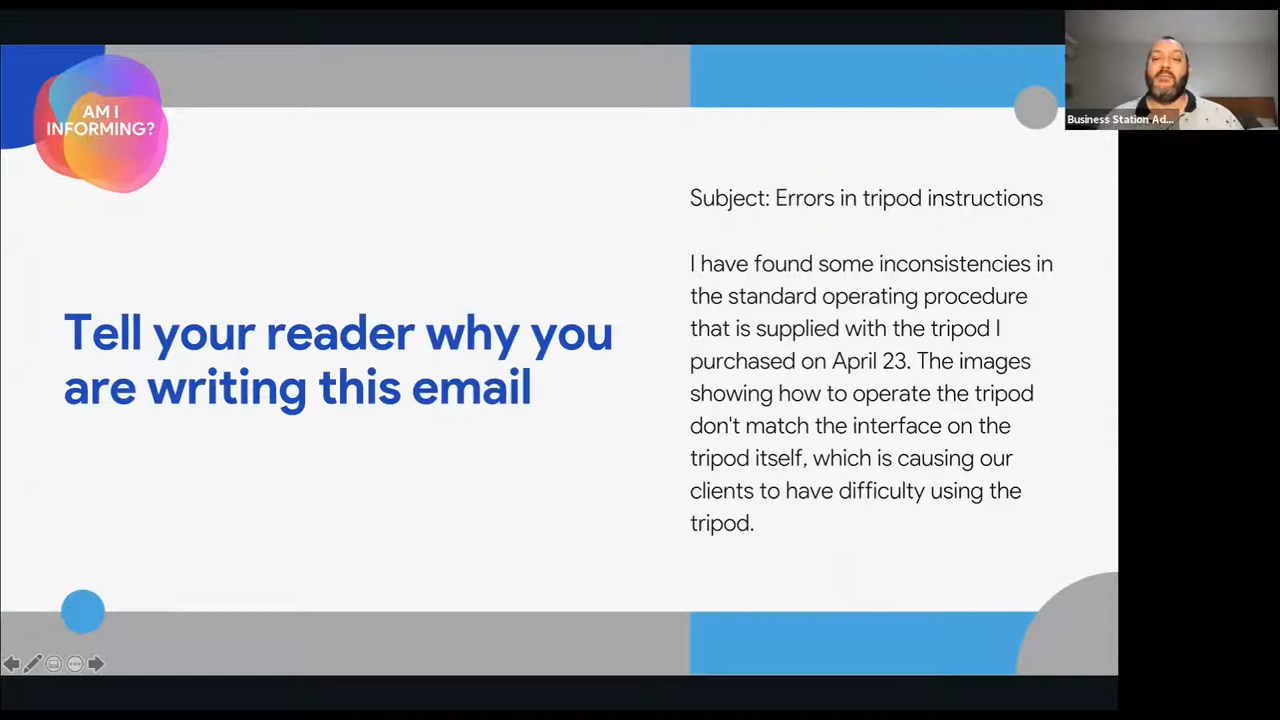 AM I
INFORMING?
Tell your reader why you
are writing this email
Subject: Errors in tripod instructions
I have found some inconsistencies in
the standard operating procedure
that is supplied with the tripod I
purchased on April 23. The images
showing how to operate the tripod
don't match the interface on the
tripod itself, which is causing our
clients to have difficulty using the
tripod.
Business Station Ad...